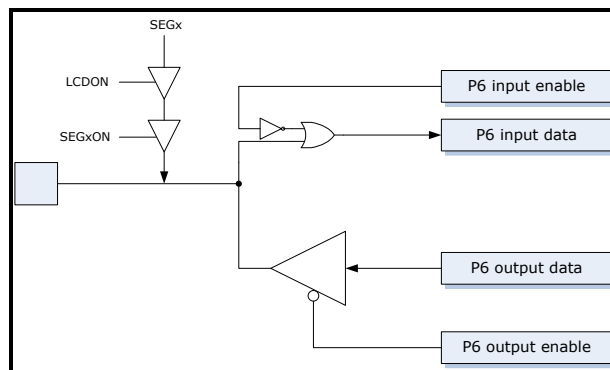 SEGx
LCDON
SEGxON
P6 input enable
P6 input data
P6 output data
P6 output enable